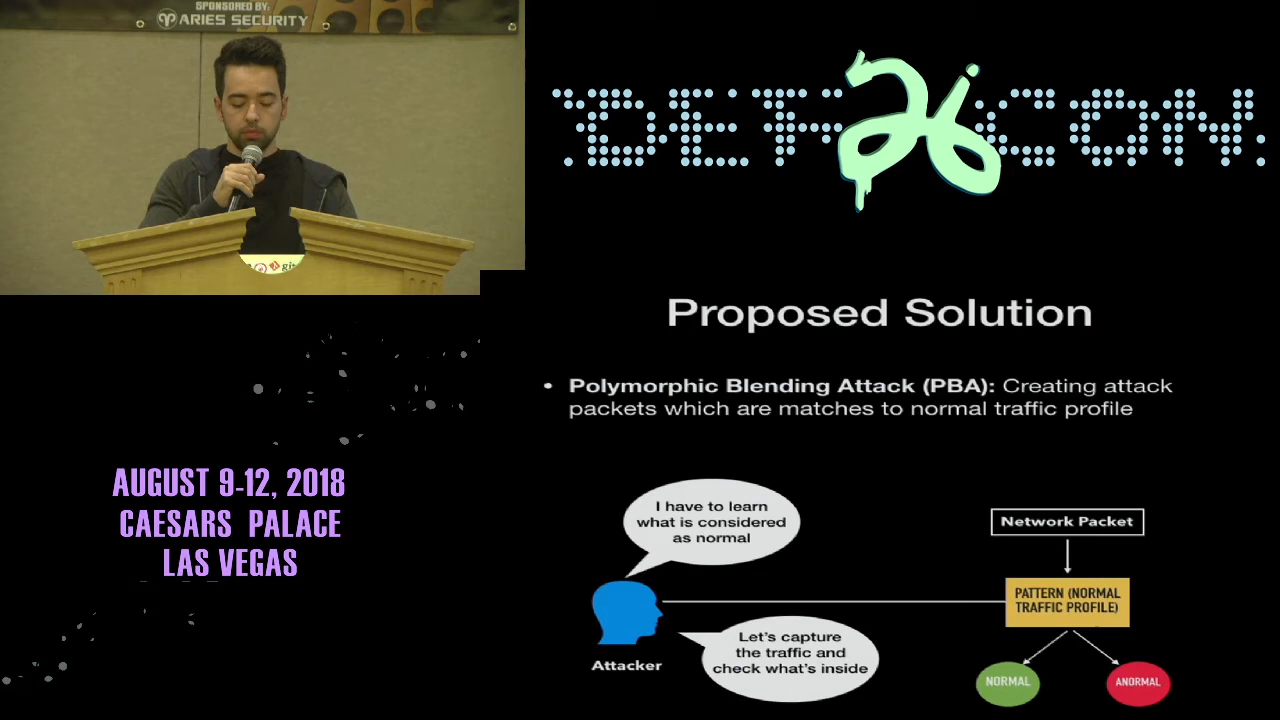 SPONSORED BY:
ARIES SECURITY
DEF 26 CON
Proposed Solution
• Polymorphic Blending Attack (PBA): Creating attack
packets which are matches to normal traffic profile
I have to learn
what is considered
as normal
Network Packet
PATTERN (NORMAL
TRAFFIC PROFILE)
Let's capture
the traffic and
check what's inside
Attacker
NORMAL
ANORMAL
AUGUST 9-12, 2018
CAESARS PALACE
LAS VEGAS